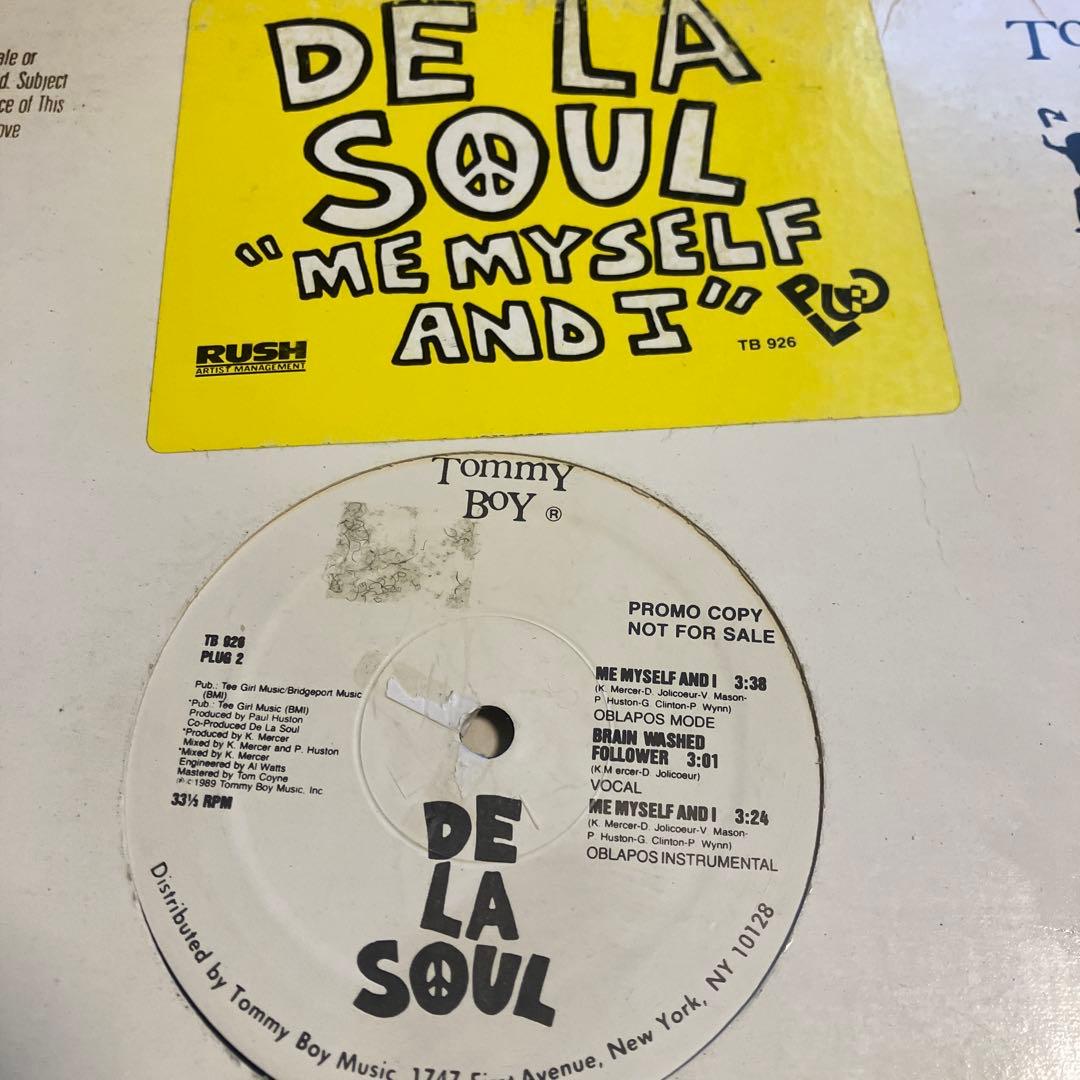 ale or
d. Subject
ce of This
ove
DE LA
SOUL
"ME MYSELF
AND I"
PLUG
RUSH
ARTIST MANAGEMENT
TB 926
Tommy
Boy ®
PROMO COPY
NOT FOR SALE
TB 926
PLUG 2
Pub.: Tee Girl Music/Bridgeport Music
(BMI)
*Pub.: Tee Girl Music (BMI)
Produced by Paul Huston
Co-Produced De La Soul
*Produced by K. Mercer
Mixed by K. Mercer and P. Huston
*Mixed by K. Mercer
Engineered by Al Watts
Mastered by Tom Coyne
℗ © 1989 Tommy Boy Music, Inc
33⅓ RPM
ME MYSELF AND I 3:38
(K. Mercer-D. Jolicoeur-V. Mason-
P. Huston-G. Clinton-P. Wynn)
OBLAPOS MODE
BRAIN WASHED
FOLLOWER 3:01
(K.Mercer-D. Jolicoeur)
VOCAL
ME MYSELF AND I 3:24
(K. Mercer-D. Jolicoeur-V. Mason-
P. Huston-G. Clinton-P. Wynn)
OBLAPOS INSTRUMENTAL
DE
LA
SOUL
Distributed by Tommy Boy Music, 1747 First Avenue, New York, NY 10128